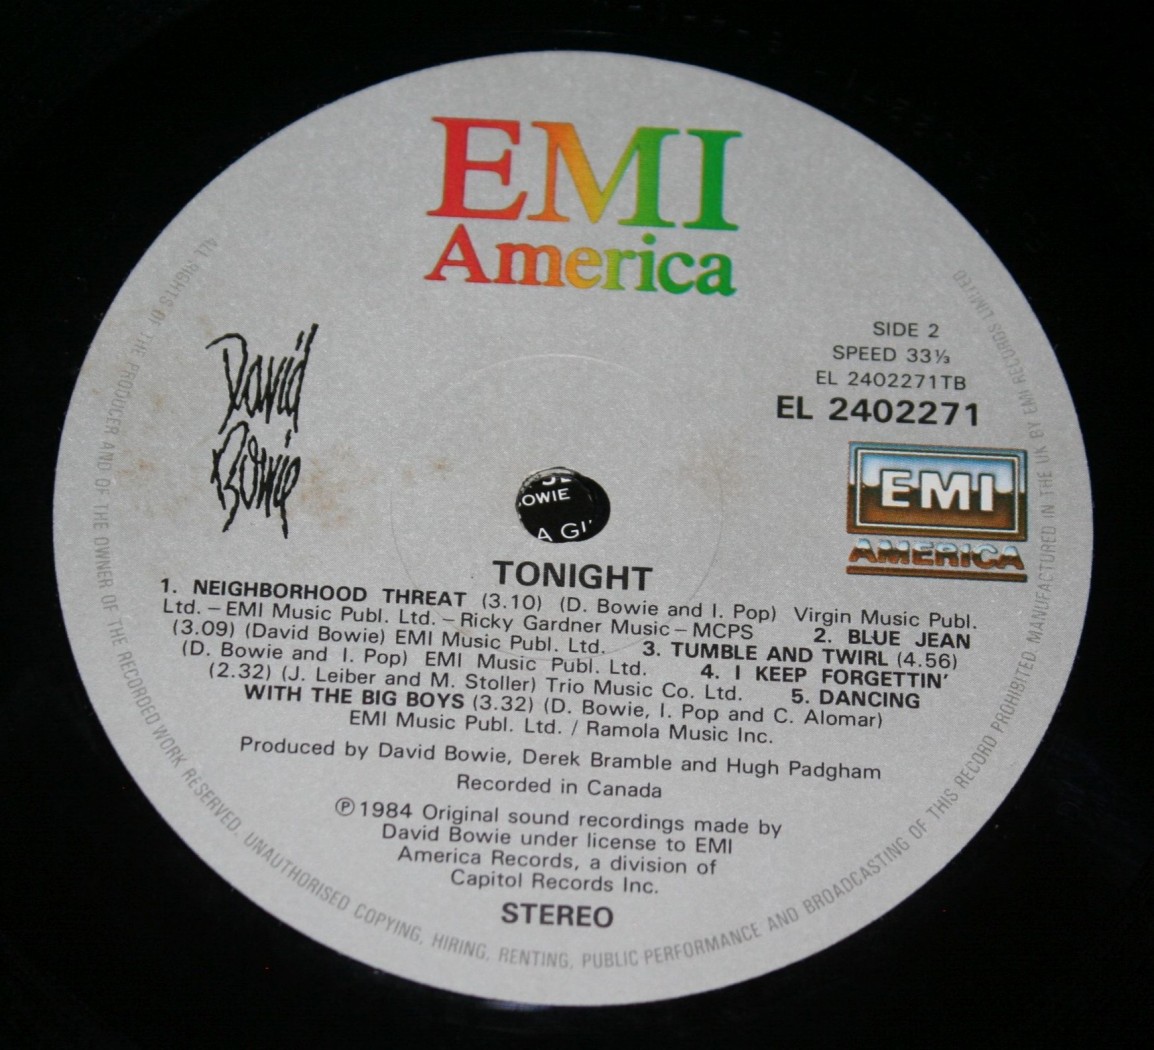 EMI
America
David
Bowie
SIDE 2
SPEED 33⅓
EL 2402271TB
EL 2402271
EMI
AMERICA
OWIE
A GI
TONIGHT
1. NEIGHBORHOOD THREAT (3.10) (D. Bowie and I. Pop) Virgin Music Publ.
Ltd. – EMI Music Publ. Ltd. – Ricky Gardner Music – MCPS 2. BLUE JEAN
(3.09) (David Bowie) EMI Music Publ. Ltd. 3. TUMBLE AND TWIRL (4.56)
(D. Bowie and I. Pop) EMI Music Publ. Ltd. 4. I KEEP FORGETTIN'
(2.32) (J. Leiber and M. Stoller) Trio Music Co. Ltd. 5. DANCING
WITH THE BIG BOYS (3.32) (D. Bowie, I. Pop and C. Alomar)
EMI Music Publ. Ltd. / Ramola Music Inc.
Produced by David Bowie, Derek Bramble and Hugh Padgham
Recorded in Canada
℗ 1984 Original sound recordings made by
David Bowie under license to EMI
America Records, a division of
Capitol Records Inc.
STEREO
ALL RIGHTS OF THE PRODUCER AND OF THE OWNER OF THE RECORDED WORK RESERVED. UNAUTHORISED COPYING, HIRING, RENTING, PUBLIC PERFORMANCE AND BROADCASTING OF THIS RECORD PROHIBITED. MANUFACTURED IN THE UK BY EMI RECORDS LIMITED